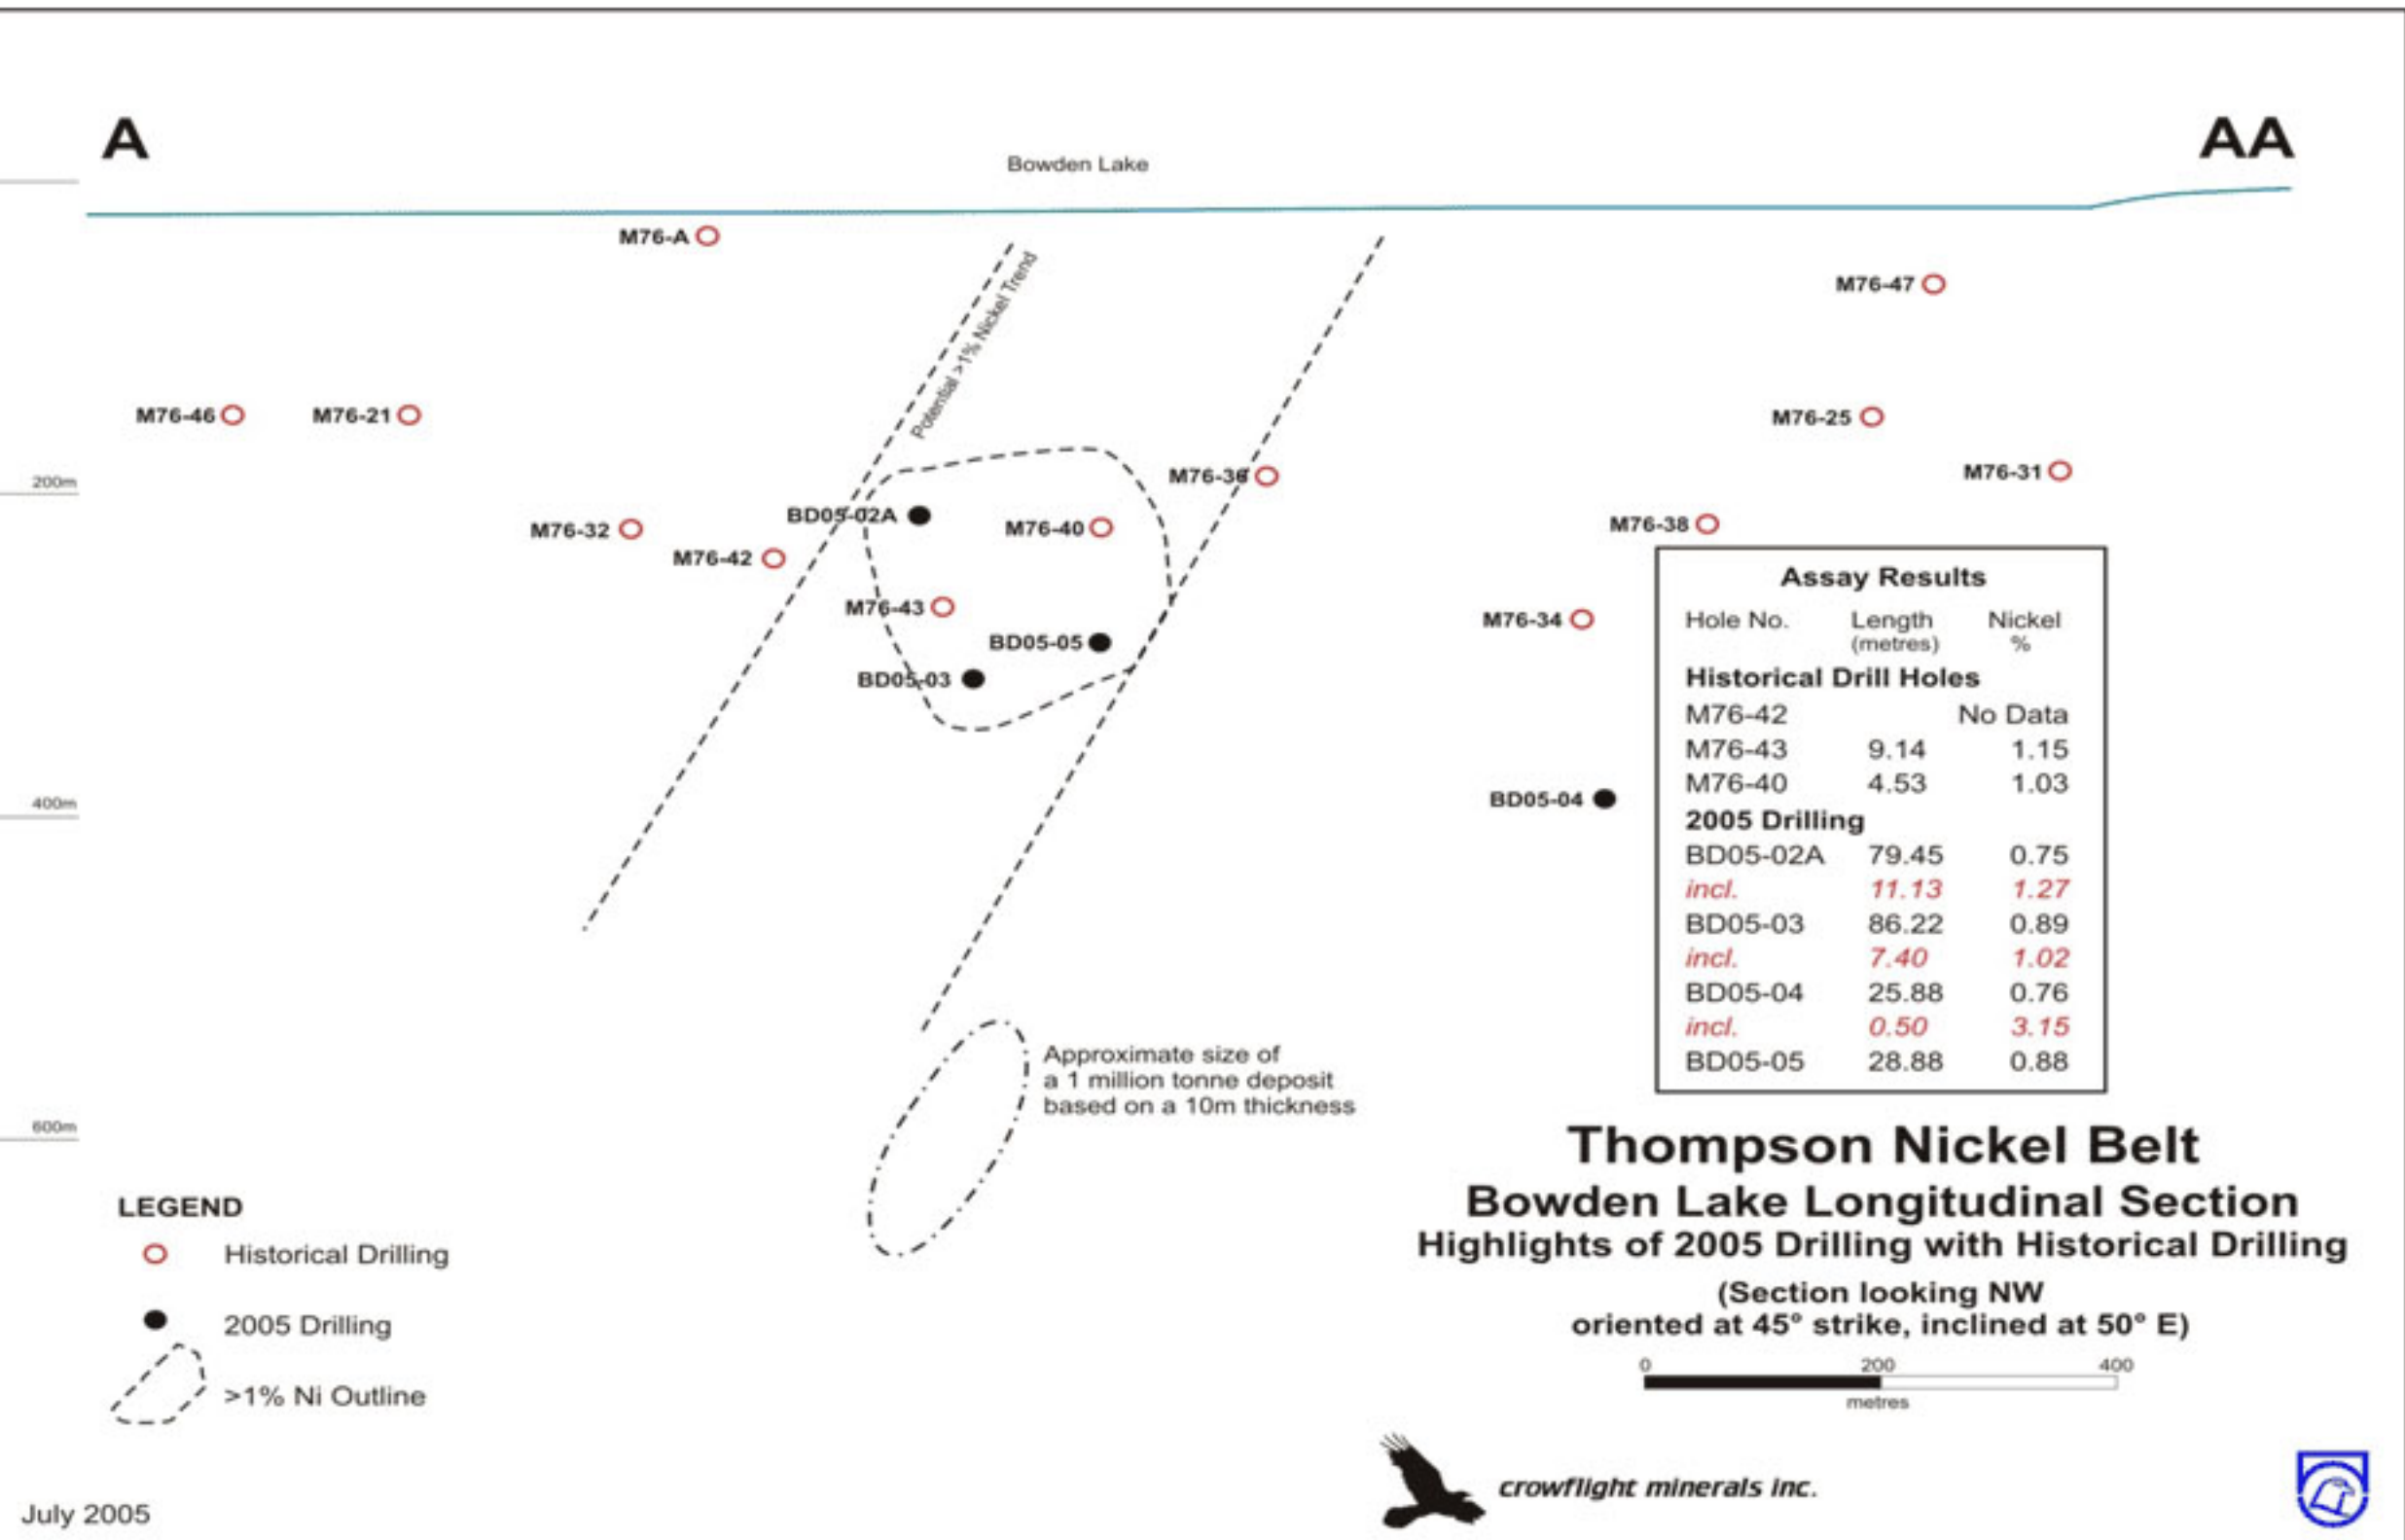 A
AA
Bowden Lake
M76-A
Potential >1% Nickel Trend
M76-47
M76-46
M76-21
M76-25
M76-36
M76-31
200m
BD05-02A
M76-40
M76-38
M76-32
M76-42
M76-43
M76-34
BD05-05
BD05-03
400m
BD05-04
Assay Results
Hole No. Length Nickel
(metres) %
Historical Drill Holes
M76-42 No Data
M76-43 9.14 1.15
M76-40 4.53 1.03
2005 Drilling
BD05-02A 79.45 0.75
incl. 11.13 1.27
BD05-03 86.22 0.89
incl. 7.40 1.02
BD05-04 25.88 0.76
incl. 0.50 3.15
BD05-05 28.88 0.88
Approximate size of
a 1 million tonne deposit
based on a 10m thickness
600m
Thompson Nickel Belt
Bowden Lake Longitudinal Section
Highlights of 2005 Drilling with Historical Drilling
(Section looking NW
oriented at 45° strike, inclined at 50° E)
0 200 400
metres
LEGEND
Historical Drilling
2005 Drilling
>1% Ni Outline
crowflight minerals inc.
July 2005